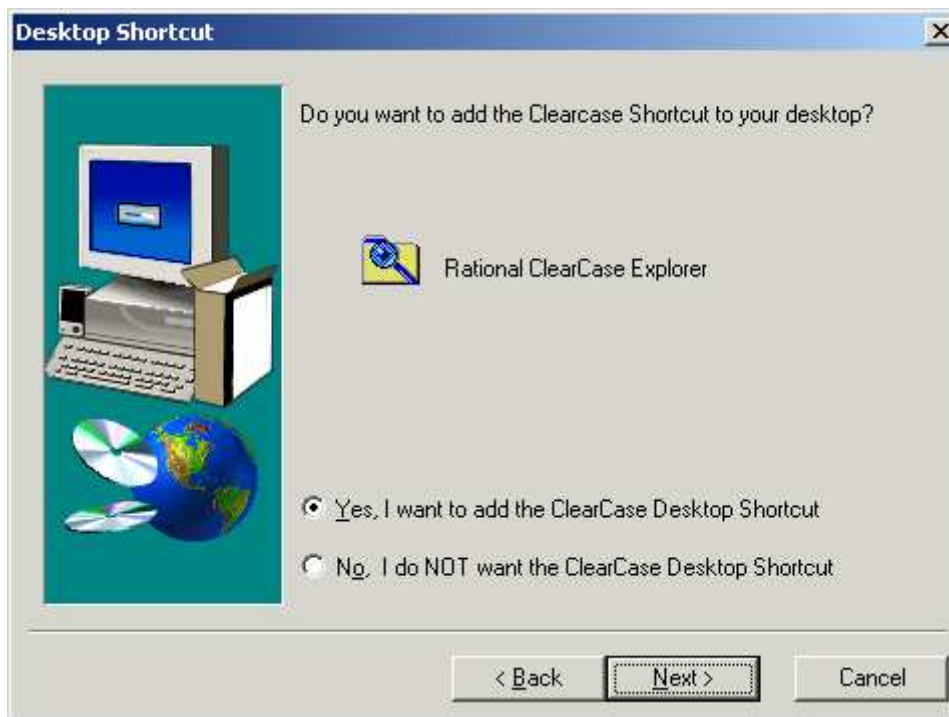 Desktop Shortcut
Do you want to add the Clearcase Shortcut to your desktop?
Rational ClearCase Explorer
Yes, I want to add the ClearCase Desktop Shortcut
No, I do NOT want the ClearCase Desktop Shortcut
< Back
Next >
Cancel